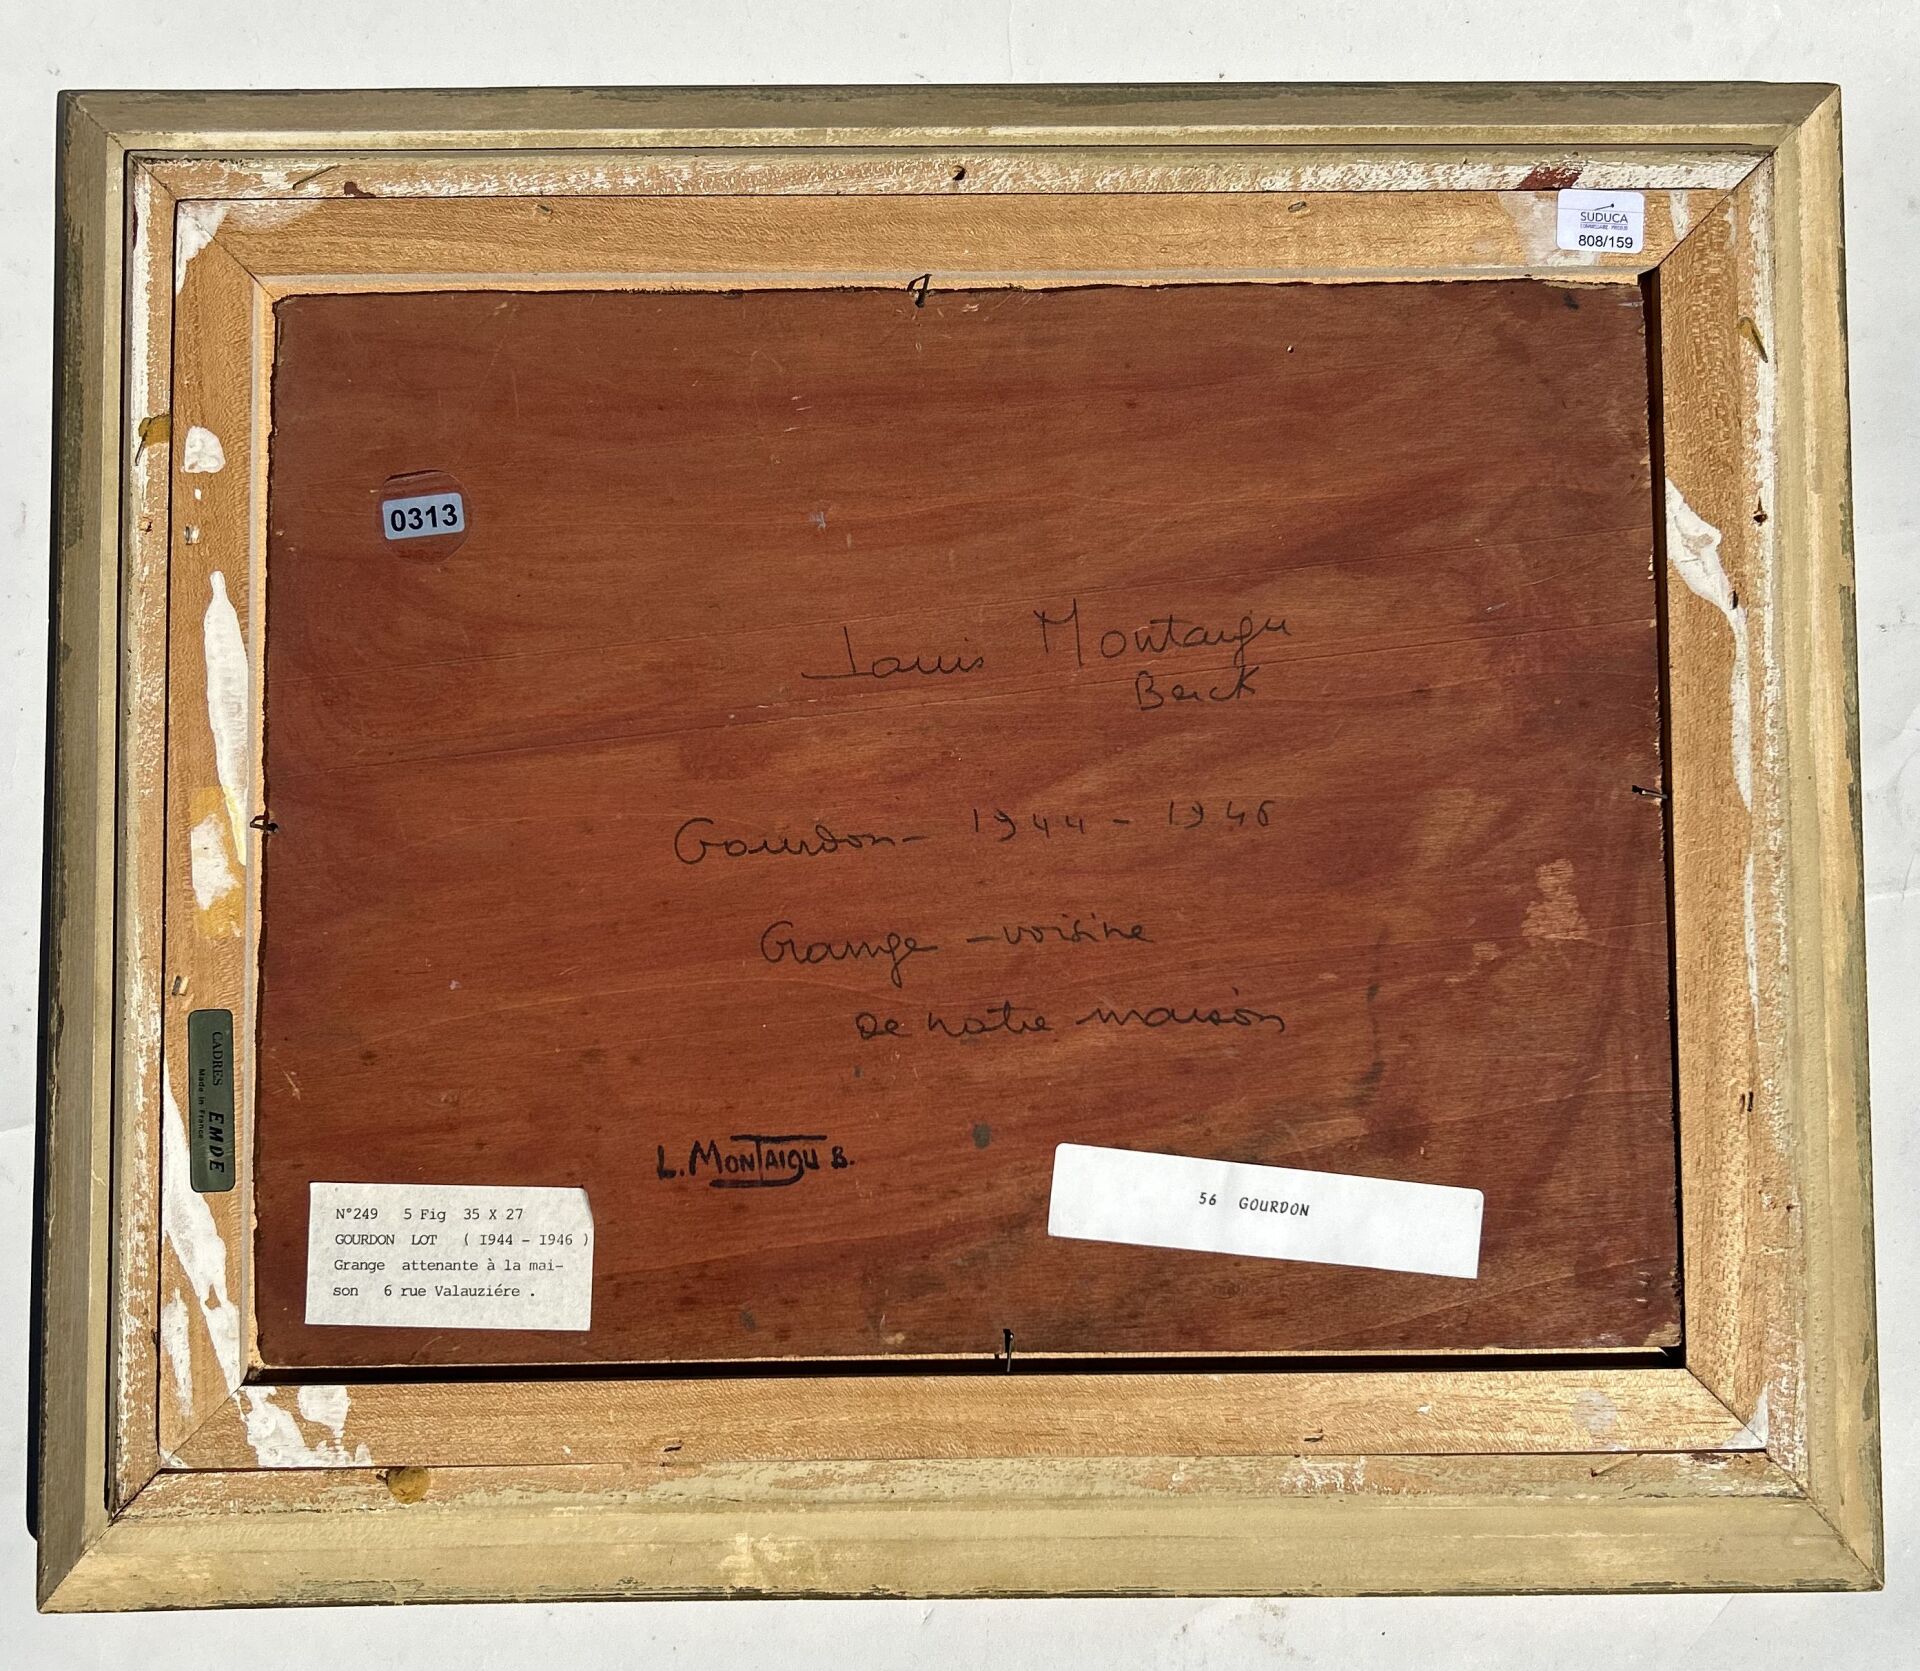 SUDUCA
808/159
0313
Louis Montaigu
Berck
Gourdon - 1944 - 1946
Grange - voisine
de notre maison
CADRES EMDE
Made in France
L. MONTAIGU B.
N°249 5 Fig 35 X 27
GOURDON LOT ( 1944 - 1946 )
Grange attenante à la mai-
son 6 rue Valauziére .
56 GOURDON